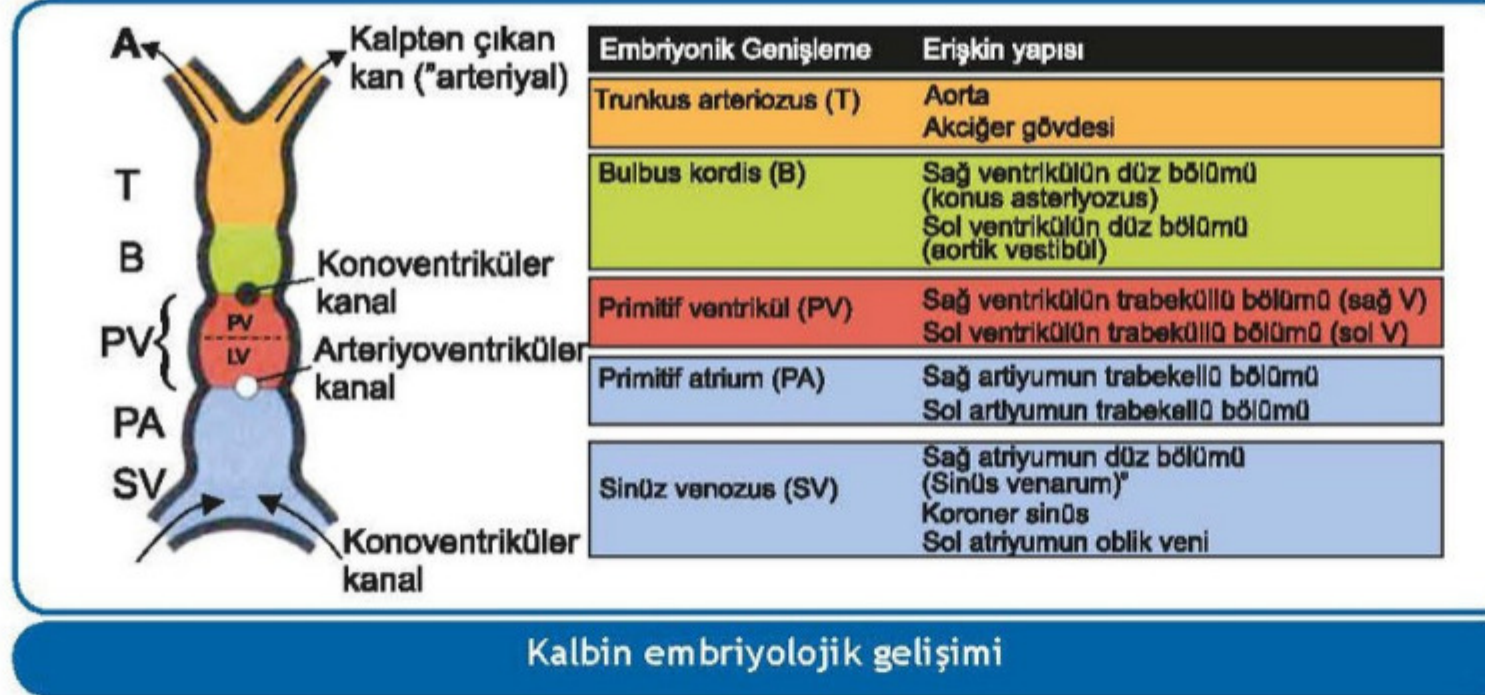 A
Kalpten çıkan
kan ("arteriyal)
T
B
Konoventriküler
kanal
PV
PV
LV
Arteriyoventriküler
kanal
PA
SV
Konoventriküler
kanal
Embriyonik Genişleme Erişkin yapısı
Trunkus arteriozus (T) Aorta
Akciğer gövdesi
Bulbus kordis (B) Sağ ventrikülün düz bölümü
(konus asteriyozus)
Sol ventrikülün düz bölümü
(aortik vestibül)
Primitif ventrikül (PV) Sağ ventrikülün trabeküllü bölümü (sağ V)
Sol ventrikülün trabeküllü bölümü (sol V)
Primitif atrium (PA) Sağ artiyumun trabekellü bölümü
Sol artiyumun trabekellü bölümü
Sinüz venozus (SV) Sağ atriyumun düz bölümü
(Sinüs venarum)"
Koroner sinüs
Sol atriyumun oblik veni
Kalbin embriyolojik gelişimi